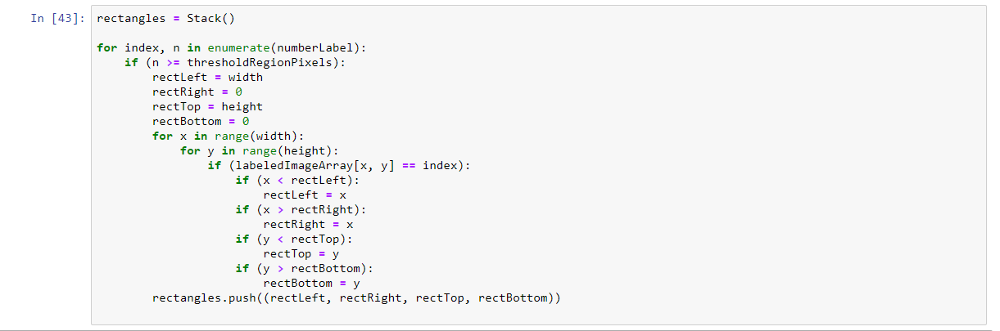 In [43]: rectangles = Stack()

for index, n in enumerate(numberLabel):
    if (n >= thresholdRegionPixels):
        rectLeft = width
        rectRight = 0
        rectTop = height
        rectBottom = 0
        for x in range(width):
            for y in range(height):
                if (labeledImageArray[x, y] == index):
                    if (x < rectLeft):
                        rectLeft = x
                    if (x > rectRight):
                        rectRight = x
                    if (y < rectTop):
                        rectTop = y
                    if (y > rectBottom):
                        rectBottom = y
        rectangles.push((rectLeft, rectRight, rectTop, rectBottom))